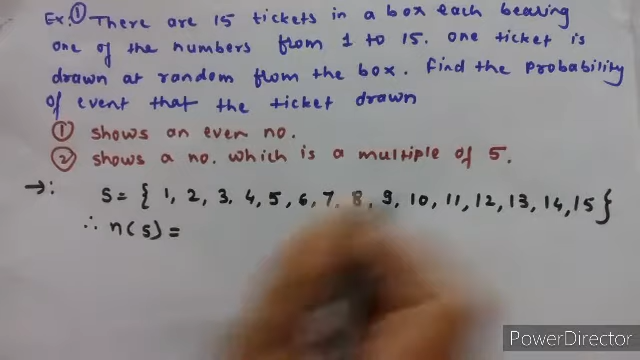 Ex:① There are 15 tickets in a box each bearing
one of the numbers from 1 to 15. one ticket is
drawn at random from the box. find the probability
of event that the ticket drawn
① shows an even no.
② shows a no. which is a multiple of 5.
→: S = { 1, 2, 3, 4, 5, 6, 7, 8, 9, 10, 11, 12, 13, 14, 15 }
∴ n(S) =
PowerDirector